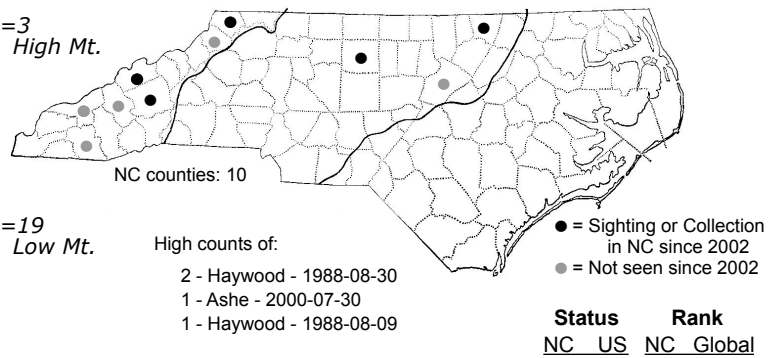 =3
High Mt.
NC counties: 10
=19
Low Mt.
High counts of:
2 - Haywood - 1988-08-30
1 - Ashe - 2000-07-30
1 - Haywood - 1988-08-09
= Sighting or Collection
in NC since 2002
= Not seen since 2002
Status Rank
NC US NC Global